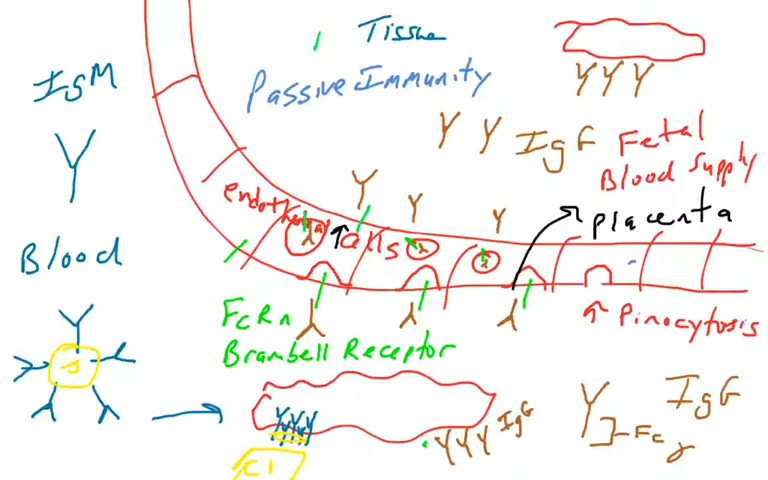 Tissue
IgM
Passive Immunity
IgG
Fetal
Blood Supply
endothelial
cells
placenta
Blood
FcRn
Brambell Receptor
Pinocytosis
J
IgG
IgG
Fc γ
C1